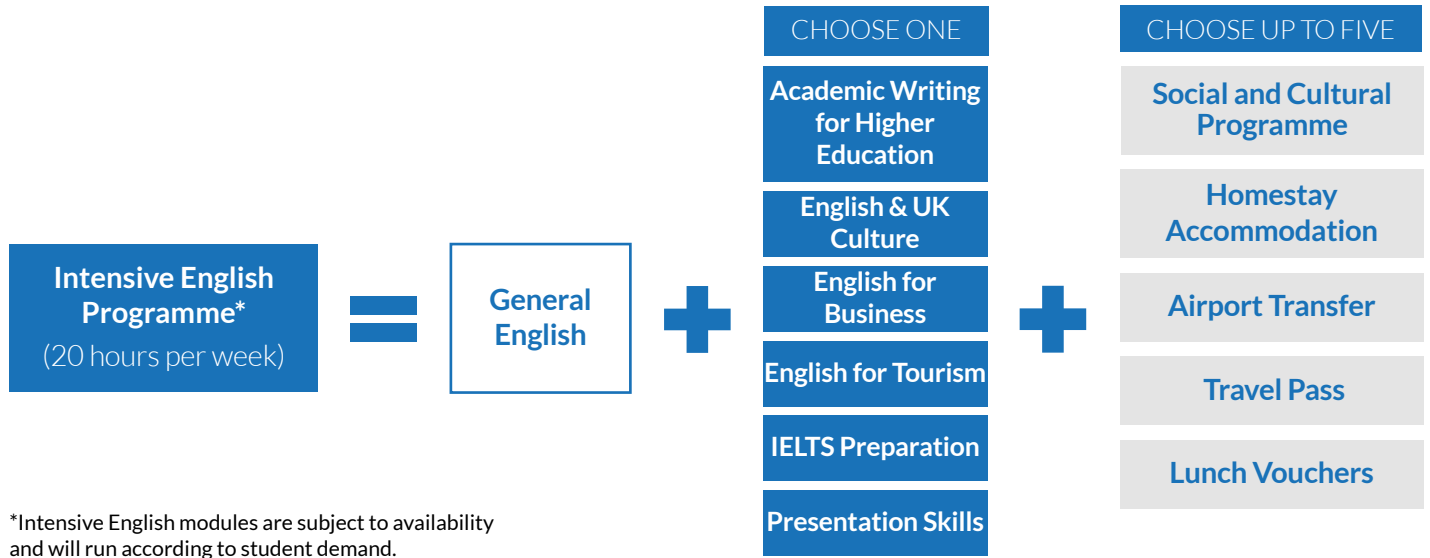 Intensive English
Programme*
(20 hours per week)
General
English
CHOOSE ONE
Academic Writing
for Higher
Education
English & UK
Culture
English for
Business
English for Tourism
IELTS Preparation
Presentation Skills
CHOOSE UP TO FIVE
Social and Cultural
Programme
Homestay
Accommodation
Airport Transfer
Travel Pass
Lunch Vouchers
*Intensive English modules are subject to availability
and will run according to student demand.